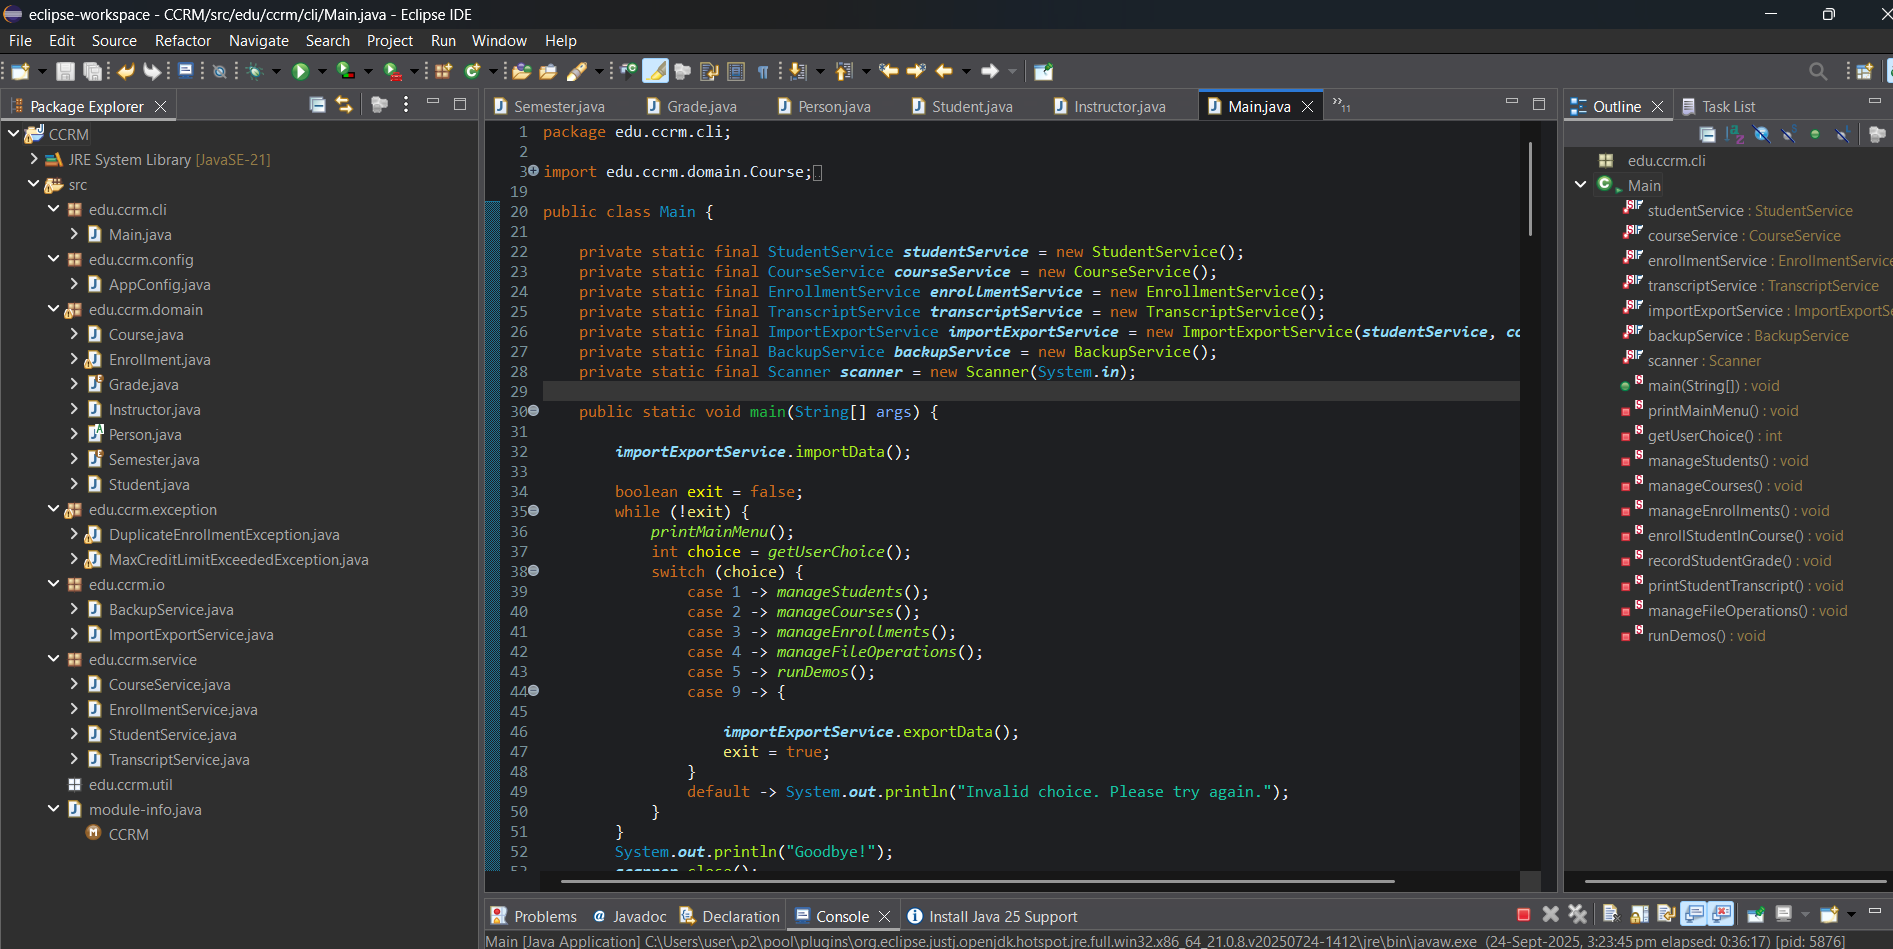 eclipse-workspace - CCRM/src/edu/ccrm/cli/Main.java - Eclipse IDE
File Edit Source Refactor Navigate Search Project Run Window Help
Package Explorer
CCRM
JRE System Library [JavaSE-21]
src
edu.ccrm.cli
Main.java
edu.ccrm.config
AppConfig.java
edu.ccrm.domain
Course.java
Enrollment.java
Grade.java
Instructor.java
Person.java
Semester.java
Student.java
edu.ccrm.exception
DuplicateEnrollmentException.java
MaxCreditLimitExceededException.java
edu.ccrm.io
BackupService.java
ImportExportService.java
edu.ccrm.service
CourseService.java
EnrollmentService.java
StudentService.java
TranscriptService.java
edu.ccrm.util
module-info.java
CCRM
Semester.java Grade.java Person.java Student.java Instructor.java Main.java »11
1 package edu.ccrm.cli;
2
3 import edu.ccrm.domain.Course;
19
20 public class Main {
21
22 private static final StudentService studentService = new StudentService();
23 private static final CourseService courseService = new CourseService();
24 private static final EnrollmentService enrollmentService = new EnrollmentService();
25 private static final TranscriptService transcriptService = new TranscriptService();
26 private static final ImportExportService importExportService = new ImportExportService(studentService, co
27 private static final BackupService backupService = new BackupService();
28 private static final Scanner scanner = new Scanner(System.in);
29
30 public static void main(String[] args) {
31
32 importExportService.importData();
33
34 boolean exit = false;
35 while (!exit) {
36 printMainMenu();
37 int choice = getUserChoice();
38 switch (choice) {
39 case 1 -> manageStudents();
40 case 2 -> manageCourses();
41 case 3 -> manageEnrollments();
42 case 4 -> manageFileOperations();
43 case 5 -> runDemos();
44 case 9 -> {
45
46 importExportService.exportData();
47 exit = true;
48 }
49 default -> System.out.println("Invalid choice. Please try again.");
50 }
51 }
52 System.out.println("Goodbye!");
Outline Task List
edu.ccrm.cli
Main
studentService : StudentService
courseService : CourseService
enrollmentService : EnrollmentService
transcriptService : TranscriptService
importExportService : ImportExportS
backupService : BackupService
scanner : Scanner
main(String[]) : void
printMainMenu() : void
getUserChoice() : int
manageStudents() : void
manageCourses() : void
manageEnrollments() : void
enrollStudentInCourse() : void
recordStudentGrade() : void
printStudentTranscript() : void
manageFileOperations() : void
runDemos() : void
Problems Javadoc Declaration Console Install Java 25 Support
Main [Java Application] C:\Users\user\.p2\pool\plugins\org.eclipse.justj.openjdk.hotspot.jre.full.win32.x86_64_21.0.8.v20250724-1412\jre\bin\javaw.exe (24-Sept-2025, 3:23:45 pm elapsed: 0:36:17) [pid: 5876]